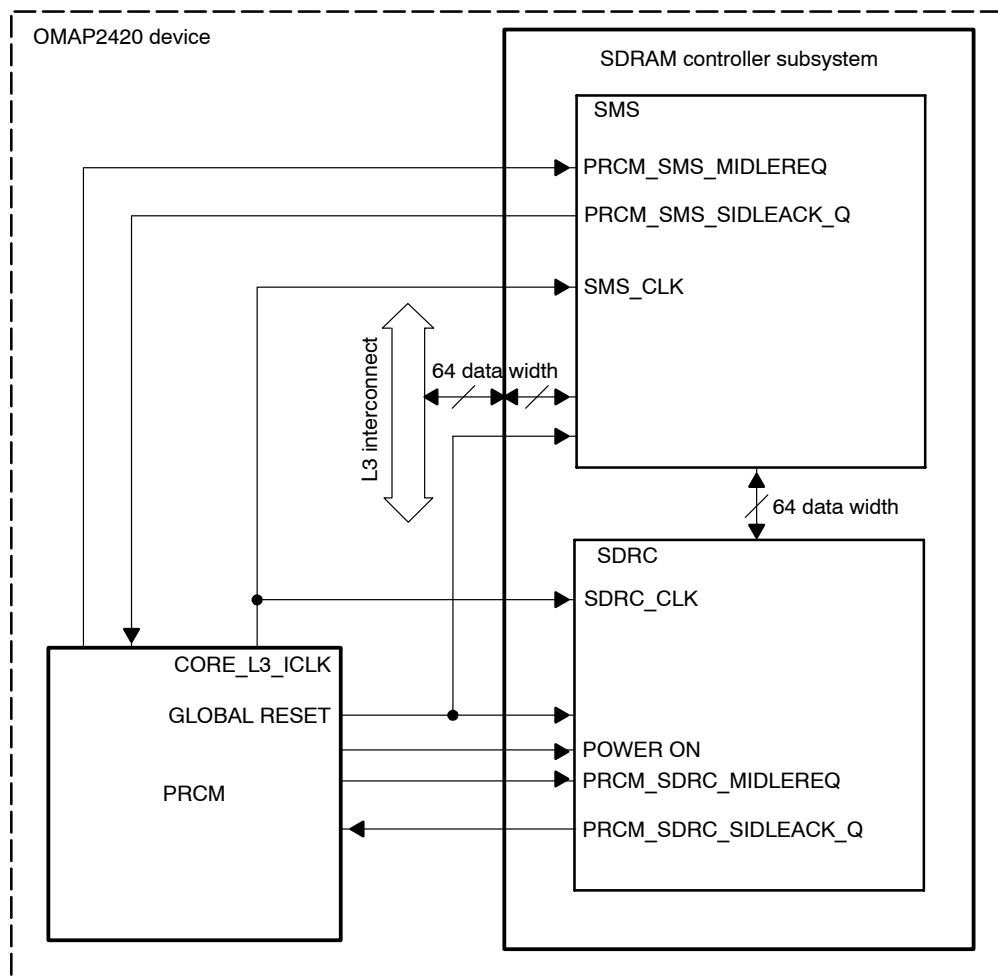 OMAP2420 device
SDRAM controller subsystem
SMS
PRCM_SMS_MIDLEREQ
PRCM_SMS_SIDLEACK_Q
SMS_CLK
L3 interconnect
64 data width
64 data width
SDRC
SDRC_CLK
CORE_L3_ICLK
GLOBAL RESET
POWER ON
PRCM_SDRC_MIDLEREQ
PRCM
PRCM_SDRC_SIDLEACK_Q